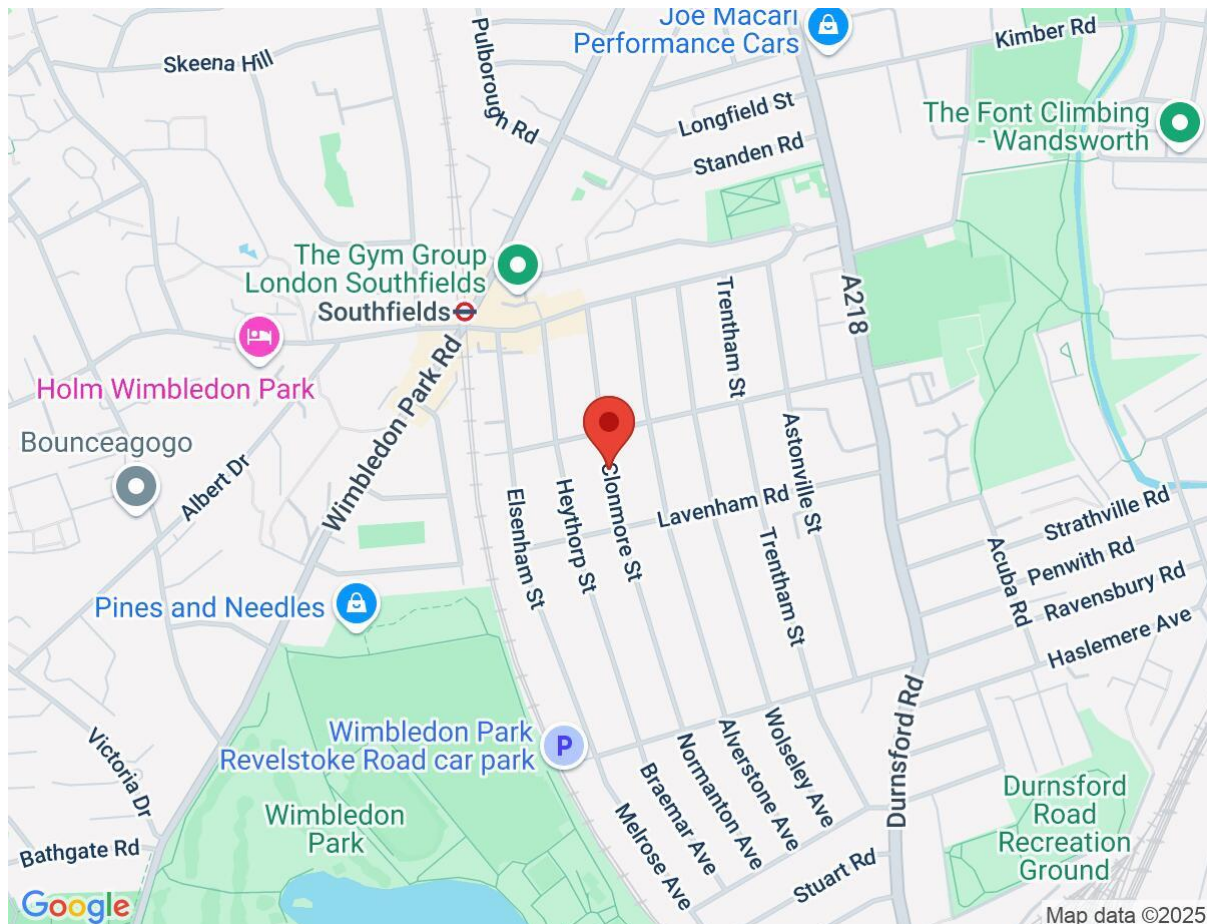 Joe Macari
Performance Cars
Kimber Rd
Skeena Hill
Pulborough Rd
Longfield St
The Font Climbing
- Wandsworth
Standen Rd
The Gym Group
London Southfields
Southfields
Trentham St
A218
Holm Wimbledon Park
Wimbledon Park Rd
Bounceagogo
Albert Dr
Astonville St
Clonmore St
Heythorp St
Elsenham St
Lavenham Rd
Strathville Rd
Trentham St
Acuba Rd
Penwith Rd
Ravensbury Rd
Haslemere Ave
Pines and Needles
Durnsford Rd
Wimbledon Park
Revelstoke Road car park
P
Victoria Dr
Wolseley Ave
Alverstone Ave
Normanton Ave
Braemar Ave
Melrose Ave
Wimbledon
Park
Durnsford
Road
Recreation
Ground
Bathgate Rd
Stuart Rd
Google
Map data ©2025